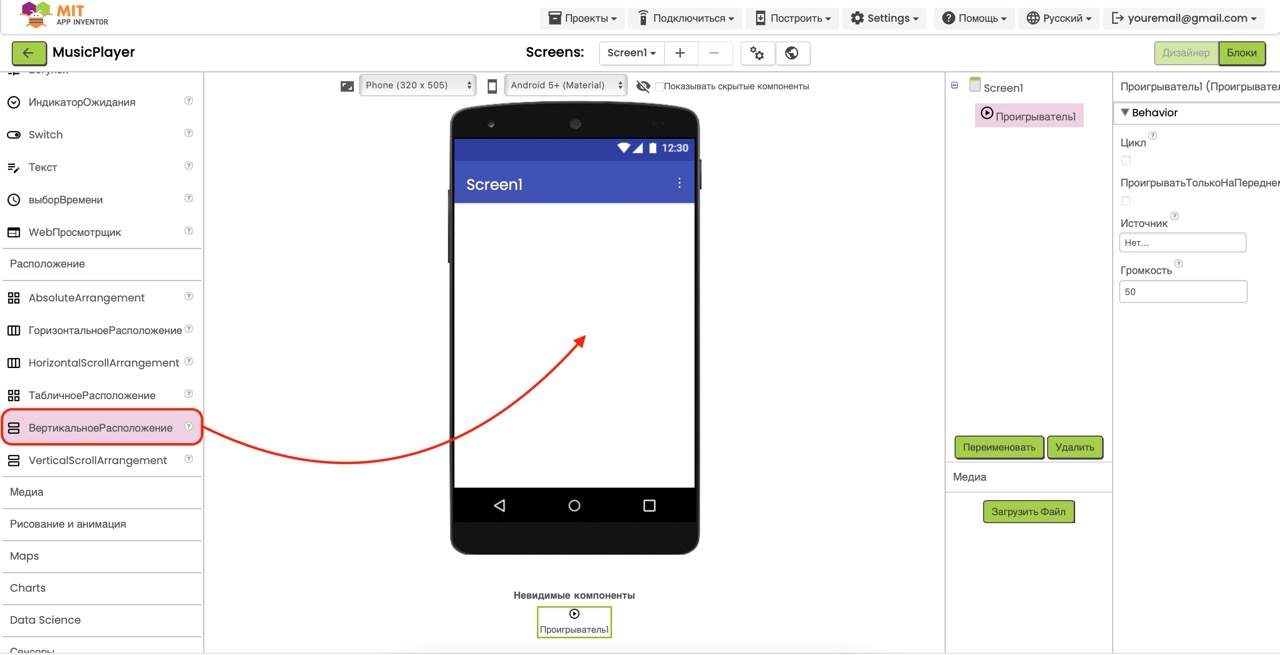 MIT
APP INVENTOR
Проекты
Подключиться
Построить
Settings
Помощь
Русский
youremail@gmail.com
MusicPlayer
Screens:
Screen1
Дизайнер
Блоки
ИндикаторОжидания
Switch
Текст
выборВремени
WebПросмотрщик
Расположение
AbsoluteArrangement
ГоризонтальноеРасположение
HorizontalScrollArrangement
ТабличноеРасположение
ВертикальноеРасположение
VerticalScrollArrangement
Медиа
Рисование и анимация
Maps
Charts
Data Science
Сенсоры
Phone (320 x 505)
Android 5+ (Material)
Показывать скрытые компоненты
12:30
Screen1
Невидимые компоненты
Проигрыватель1
Screen1
Проигрыватель1
Переименовать
Удалить
Медиа
Загрузить Файл
Проигрыватель1 (Проигрывате
Behavior
Цикл
ПроигрыватьТолькоНаПереднем
Источник
Нет...
Громкость
50